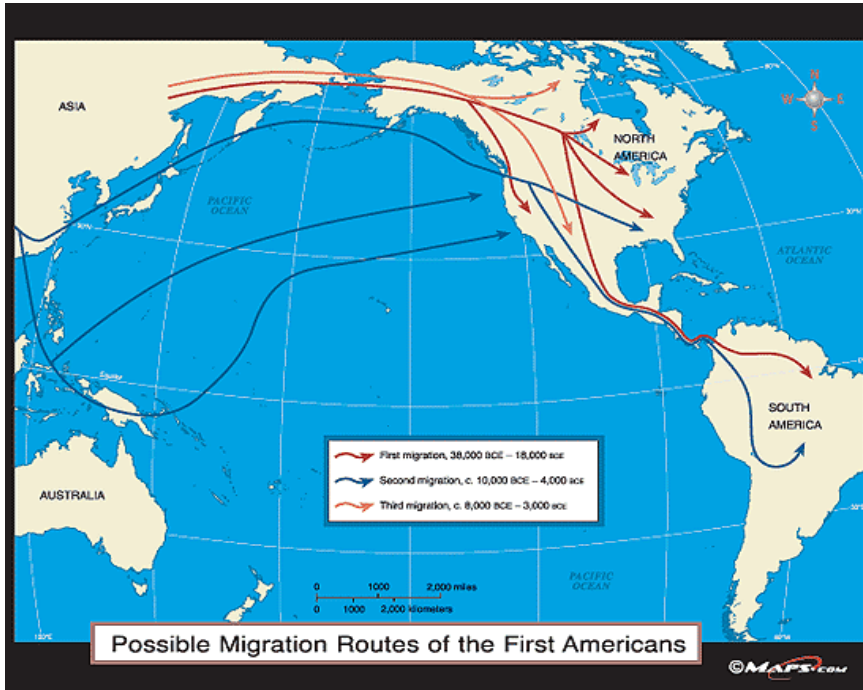 ASIA
NORTH
AMERICA
N
W
E
S
PACIFIC
OCEAN
ATLANTIC
OCEAN
Equator
SOUTH
AMERICA
AUSTRALIA
First migration, 38,000 BCE – 18,000 BCE
Second migration, c. 10,000 BCE – 4,000 BCE
Third migration, c. 8,000 BCE – 3,000 BCE
0 1000 2,000 miles
0 1000 2,000 kilometers
PACIFIC
OCEAN
120°E
Possible Migration Routes of the First Americans
©MAPS.COM